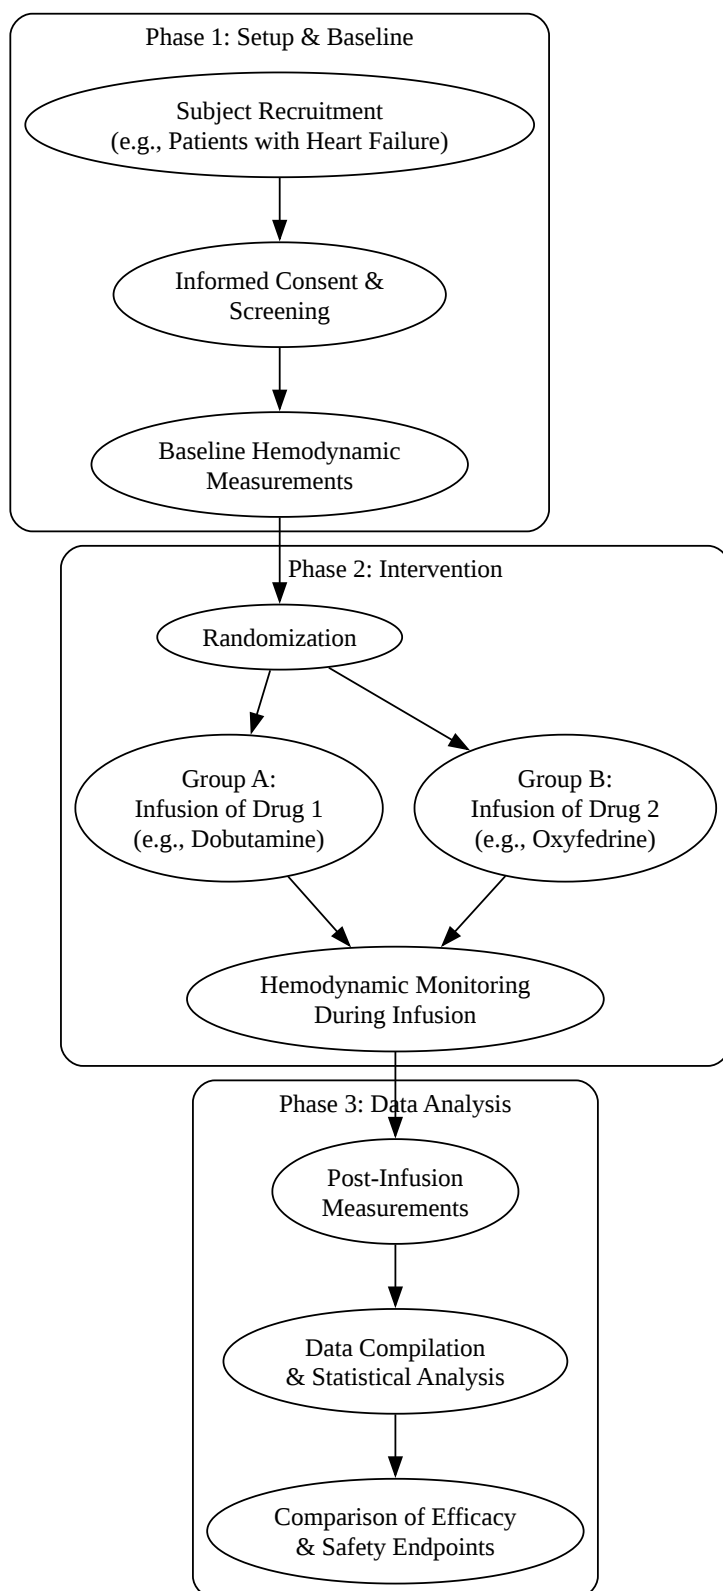 Phase 1: Setup & Baseline
Subject Recruitment
(e.g., Patients with Heart Failure)
Informed Consent &
Screening
Baseline Hemodynamic
Measurements
Phase 2: Intervention
Randomization
Group A:
Infusion of Drug 1
(e.g., Dobutamine)
Group B:
Infusion of Drug 2
(e.g., Oxyfedrine)
Hemodynamic Monitoring
During Infusion
Phase 3: Data Analysis
Post-Infusion
Measurements
Data Compilation
& Statistical Analysis
Comparison of Efficacy
& Safety Endpoints